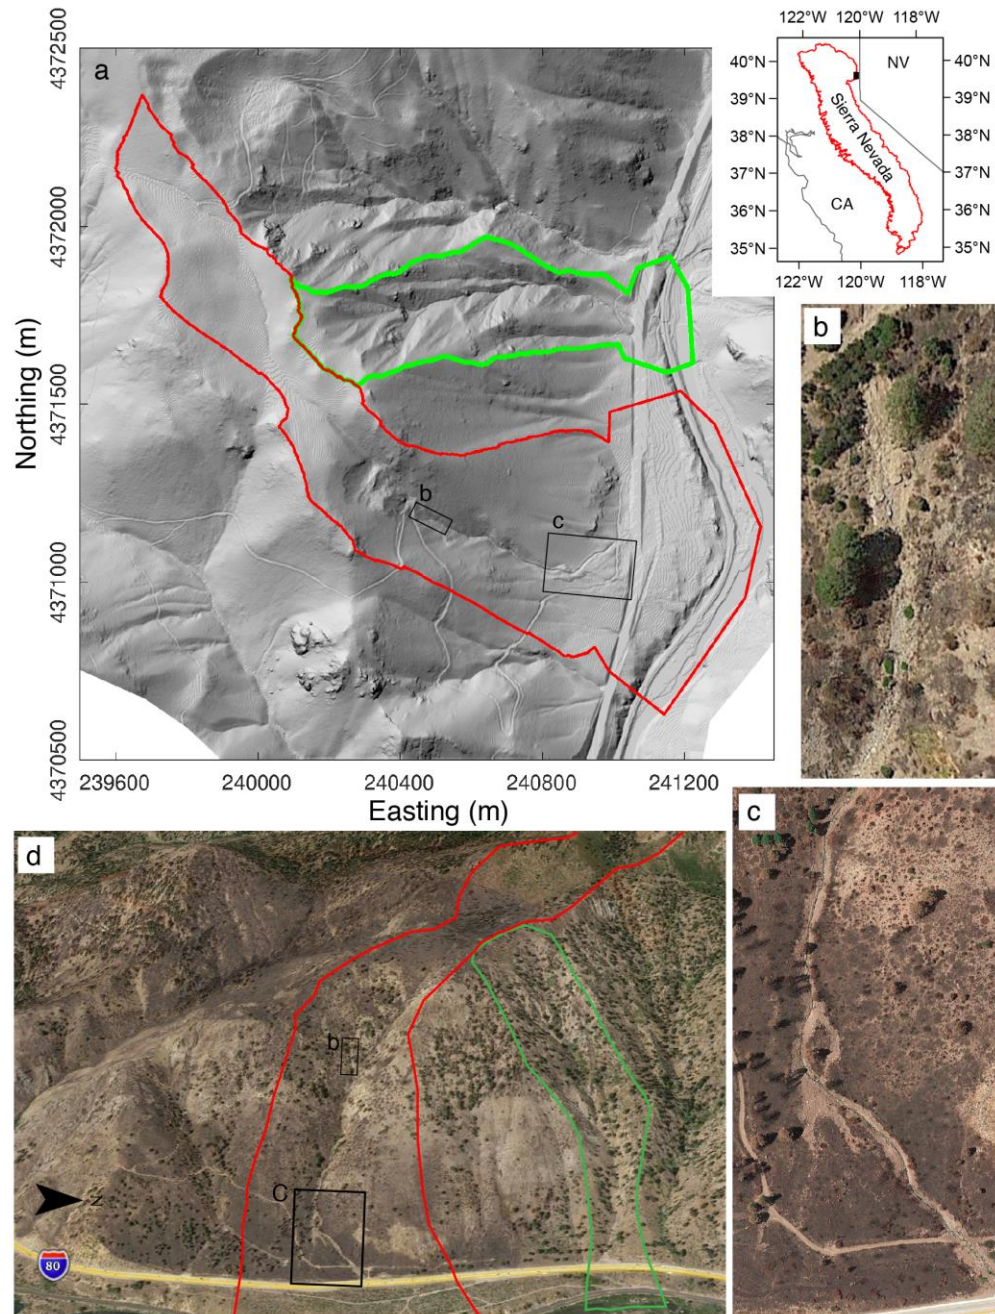 a
4372500
4372000
4371500
4371000
4370500
Northing (m)
239600
240000
240400
240800
241200
Easting (m)
b
c
122°W
120°W
118°W
40°N
39°N
38°N
37°N
36°N
35°N
NV
Sierra Nevada
CA
40°N
39°N
38°N
37°N
36°N
35°N
122°W
120°W
118°W
b
c
d
b
C
N
80